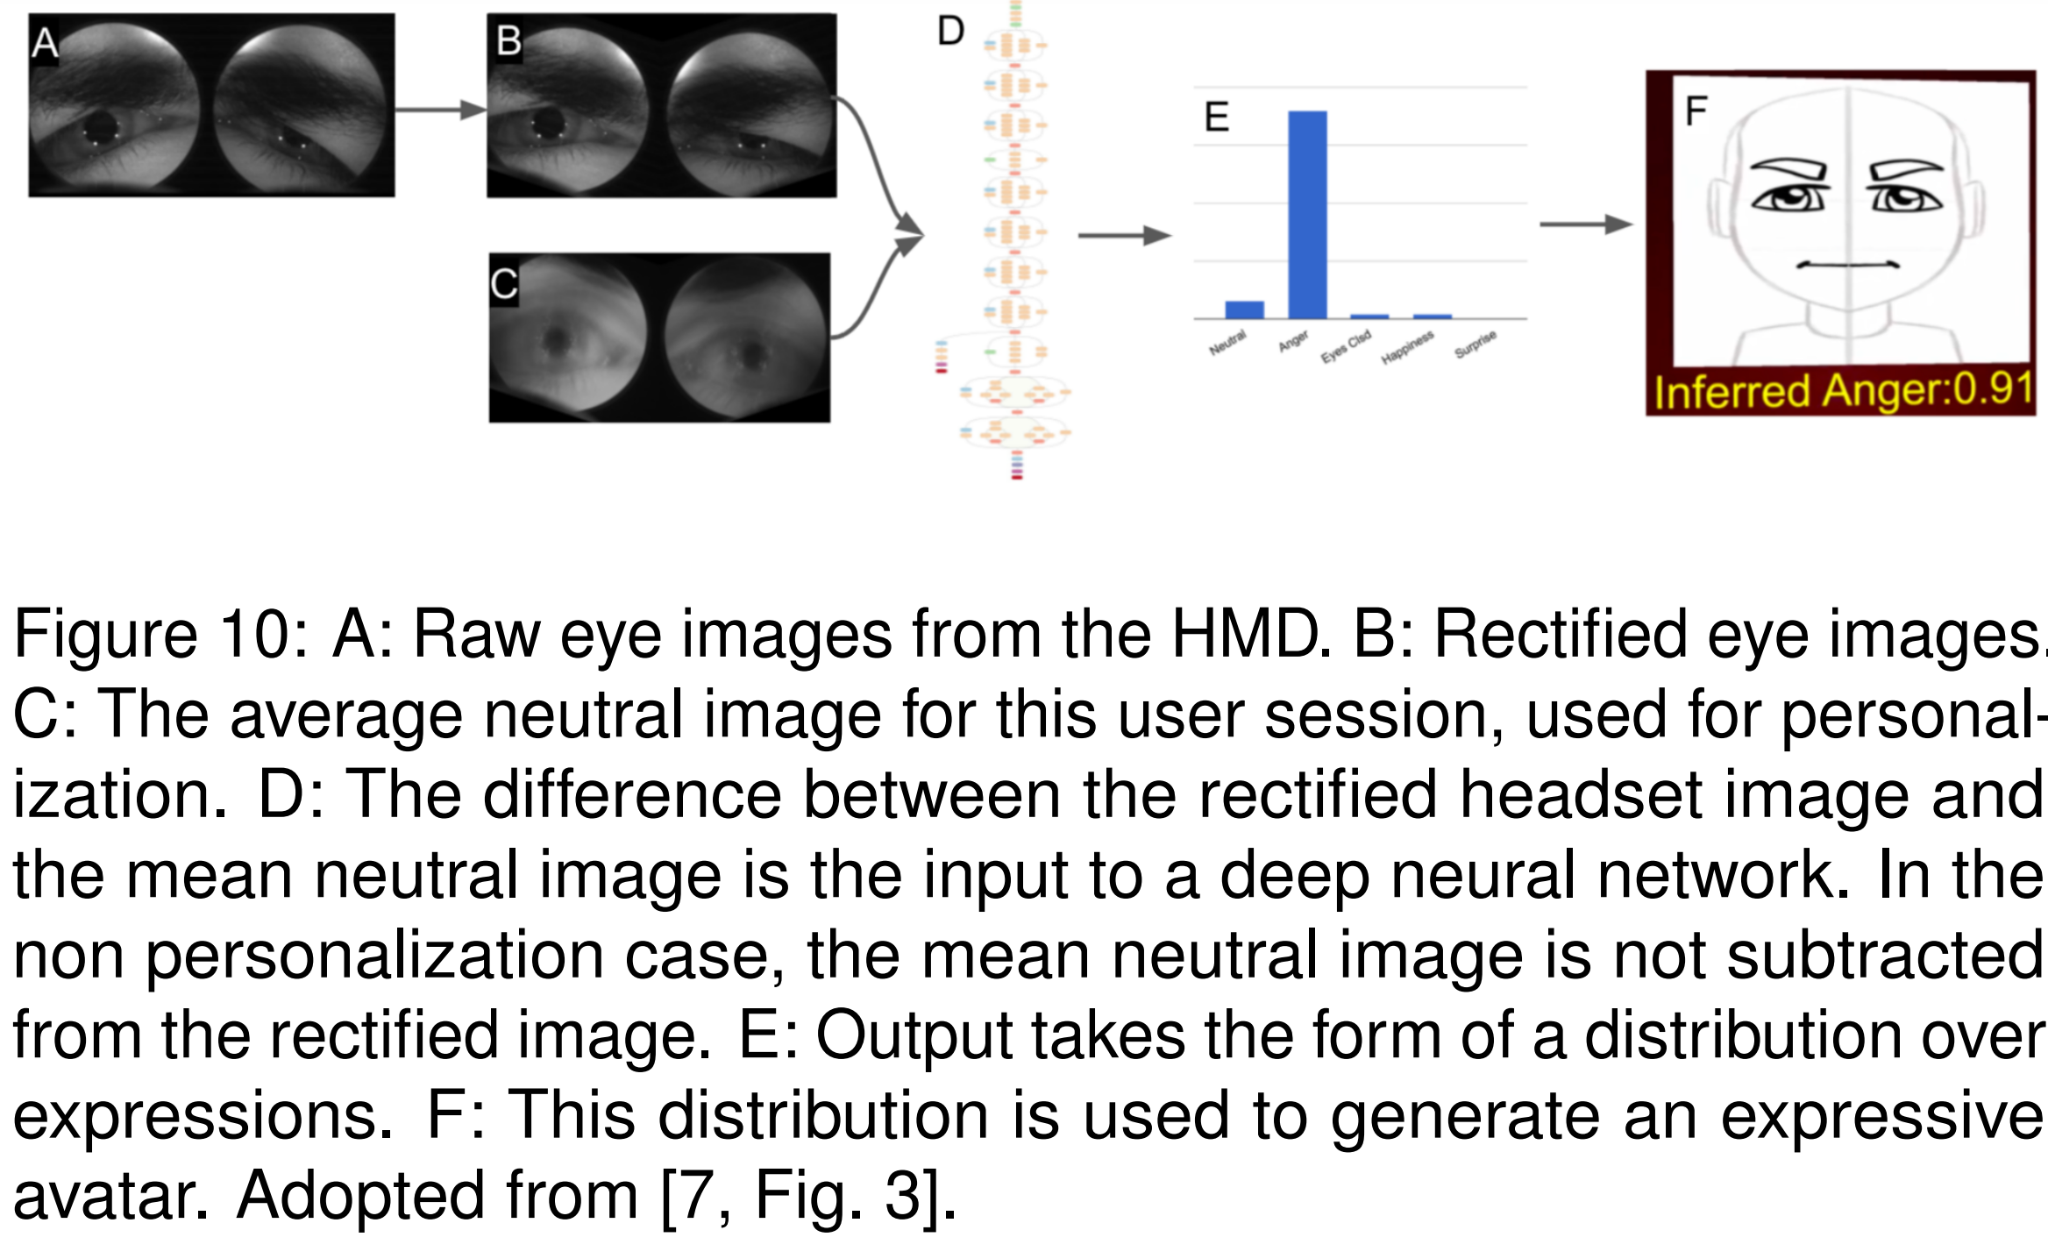 A
B
C
D
E
Neutral
Anger
Eyes Clsd
Happiness
Surprise
F
Inferred Anger:0.91
Figure 10: A: Raw eye images from the HMD. B: Rectified eye images.
C: The average neutral image for this user session, used for personal-
ization. D: The difference between the rectified headset image and
the mean neutral image is the input to a deep neural network. In the
non personalization case, the mean neutral image is not subtracted
from the rectified image. E: Output takes the form of a distribution over
expressions. F: This distribution is used to generate an expressive
avatar. Adopted from [7, Fig. 3].